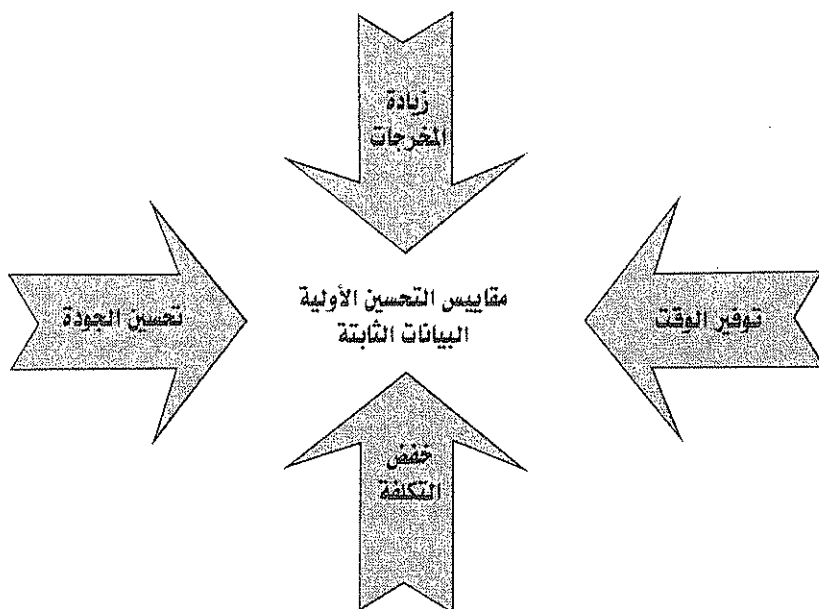 زيادة
المخرجات
مقاييس التحسين الأولية
البيانات الثابتة
توفير الوقت
تحسين الجودة
خفض
التكلفة